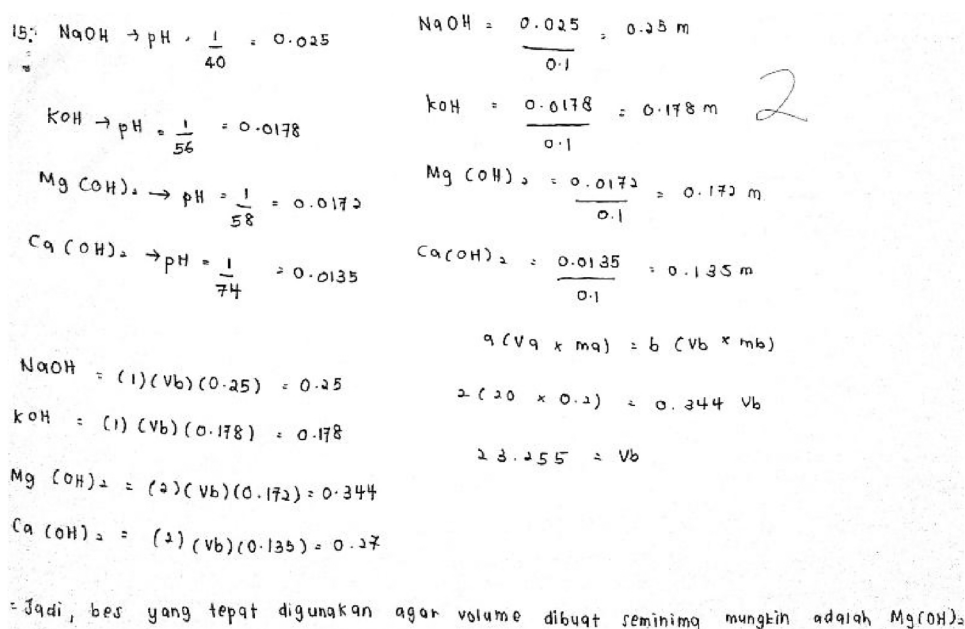 15. NaOH → pH = 1/40 = 0.025
KOH → pH = 1/56 = 0.0178
Mg(OH)₂ → pH = 1/58 = 0.0172
Ca(OH)₂ → pH = 1/74 = 0.0135
NaOH = (1)(Vb)(0.25) = 0.25
KOH = (1)(Vb)(0.178) = 0.178
Mg(OH)₂ = (2)(Vb)(0.172) = 0.344
Ca(OH)₂ = (2)(Vb)(0.135) = 0.27
NaOH = 0.025/0.1 = 0.25 m
KOH = 0.0178/0.1 = 0.178 m
2
Mg(OH)₂ = 0.0172/0.1 = 0.172 m
Ca(OH)₂ = 0.0135/0.1 = 0.135 m
a(Va × ma) = b(Vb × mb)
2(20 × 0.2) = 0.344 Vb
23.255 = Vb
= Jadi, bes yang tepat digunakan agar volume dibuat seminima mungkin adalah Mg(OH)₂